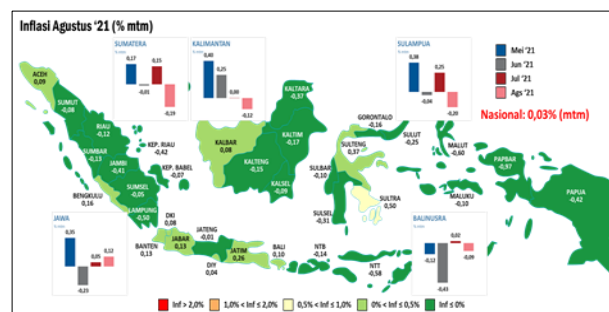 Inflasi Agustus ‘21 (% mtm)
SUMATERA
0,17
-0,01
0,15
-0,19
KALIMANTAN
0,40
0,25
0,00
-0,12
SULAMPUA
0,38
-0,04
0,25
-0,20
Mei '21
Jun '21
Jul '21
Ags '21
Nasional: 0,03% (mtm)
ACEH
0,09
SUMUT
-0,08
RIAU
-0,12
SUMBAR
-0,13
JAMBI
-0,41
KEP. RIAU
-0,42
KEP. BABEL
-0,07
SUMSEL
-0,05
BENGKULU
0,16
LAMPUNG
-0,50
KALBAR
0,08
KALTARA
-0,37
KALTIM
-0,17
KALTENG
-0,15
KALSEL
-0,09
GORONTALO
-0,16
SULTENG
0,37
SULUT
-0,25
SULBAR
-0,10
SULTRA
0,50
SULSEL
-0,01
MALUT
-0,60
MALUKU
-0,10
PAPBAR
-0,97
PAPUA
-0,42
JAWA
0,35
-0,23
0,05
0,12
DKI
0,08
BANTEN
0,13
JABAR
0,13
JATENG
-0,01
DIY
0,04
JATIM
0,26
BALI
0,10
NTB
-0,14
NTT
-0,58
BALINUSRA
-0,12
-0,43
0,02
-0,09
Inf > 2,0%
1,0% < Inf ≤ 2,0%
0,5% < Inf ≤ 1,0%
0% < Inf ≤ 0,5%
Inf ≤ 0%